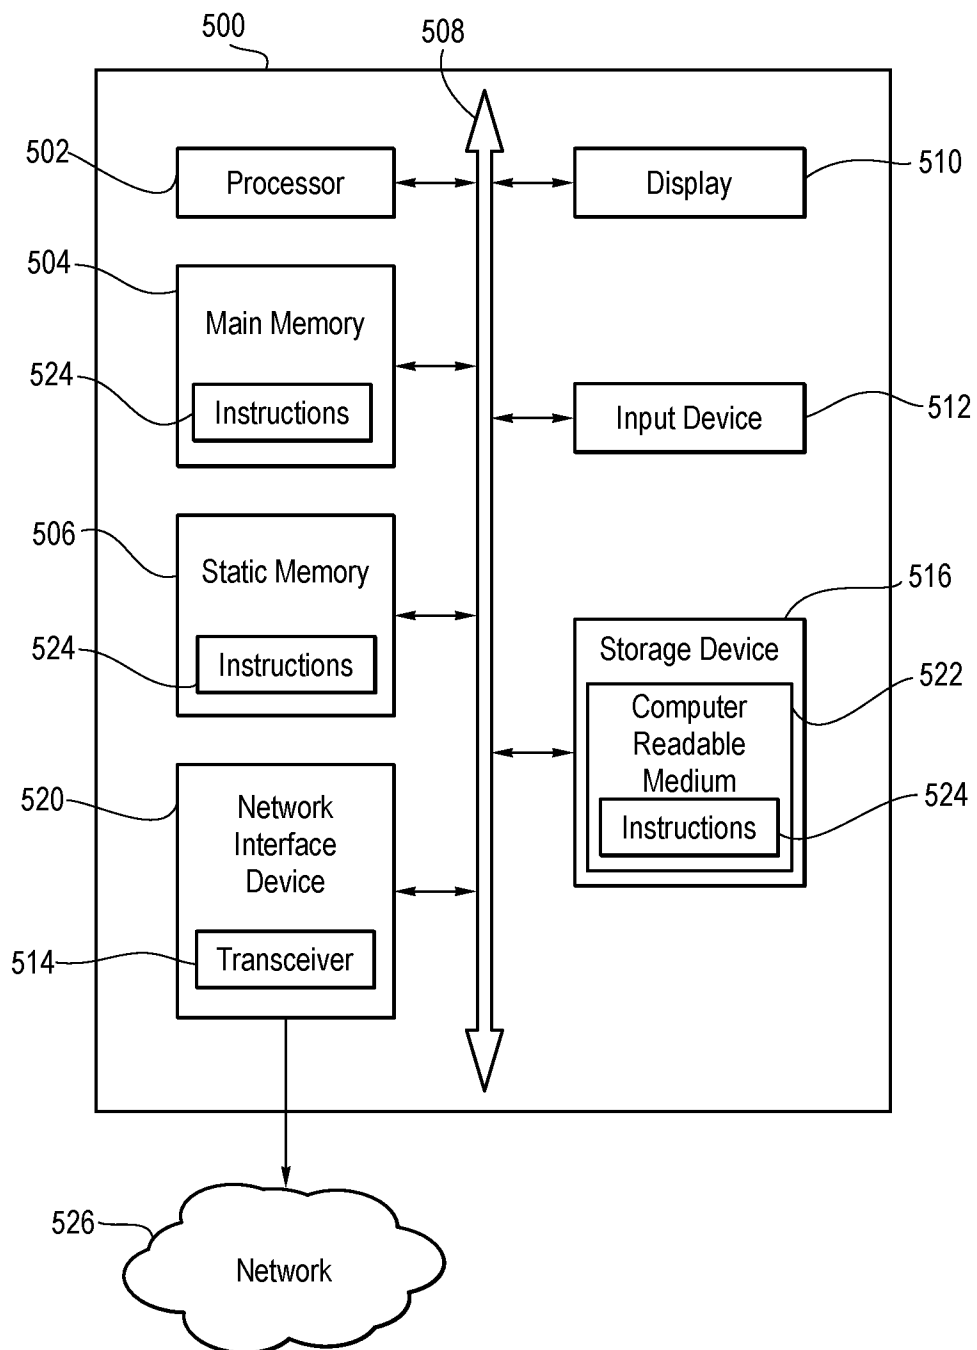 500
508
502
Processor
Display
510
504
Main Memory
524
Instructions
Input Device
512
506
Static Memory
524
Instructions
516
Storage Device
522
Computer
Readable
Medium
524
Instructions
520
Network
Interface
Device
514
Transceiver
526
Network